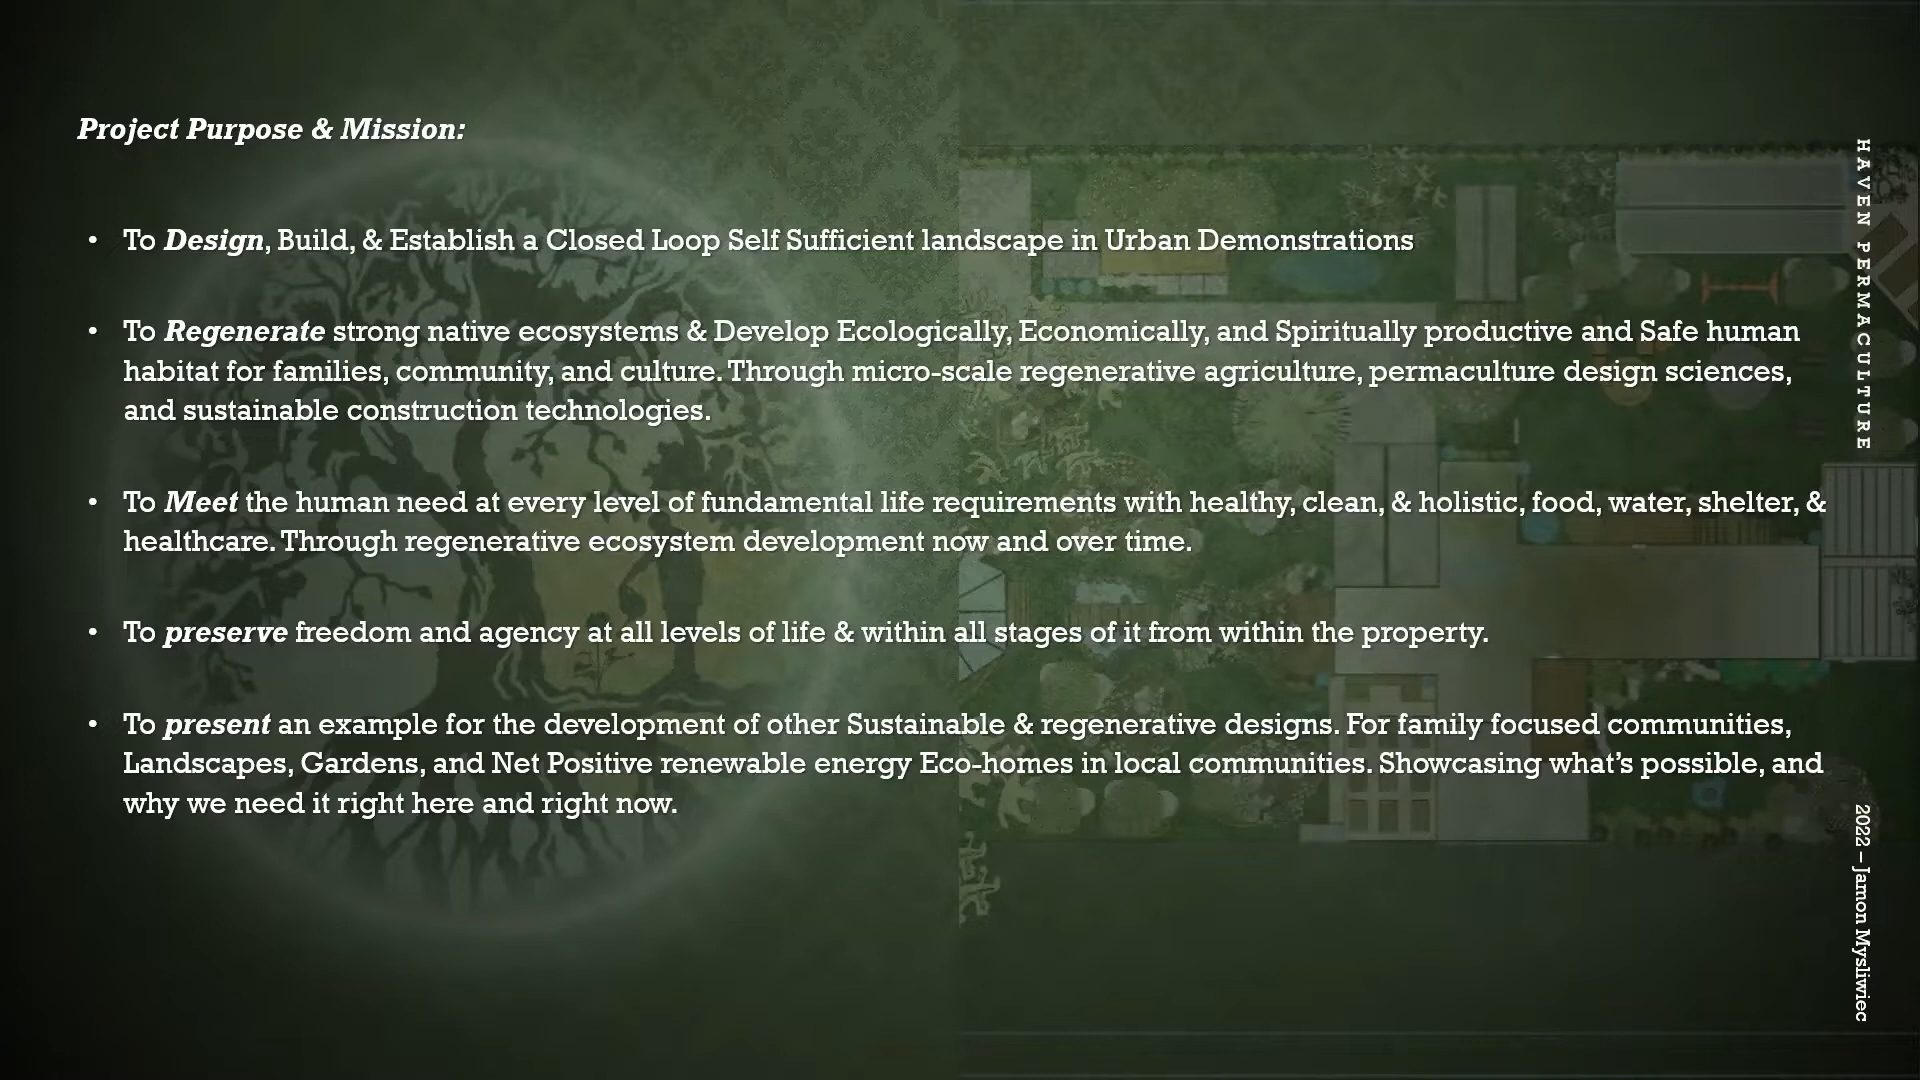 Project Purpose & Mission:
• To Design, Build, & Establish a Closed Loop Self Sufficient landscape in Urban Demonstrations
• To Regenerate strong native ecosystems & Develop Ecologically, Economically, and Spiritually productive and Safe human
habitat for families, community, and culture. Through micro-scale regenerative agriculture, permaculture design sciences,
and sustainable construction technologies.
• To Meet the human need at every level of fundamental life requirements with healthy, clean, & holistic, food, water, shelter, &
healthcare. Through regenerative ecosystem development now and over time.
• To preserve freedom and agency at all levels of life & within all stages of it from within the property.
• To present an example for the development of other Sustainable & regenerative designs. For family focused communities,
Landscapes, Gardens, and Net Positive renewable energy Eco-homes in local communities. Showcasing what’s possible, and
why we need it right here and right now.
HAVEN PERMACULTURE
2022 – Jamon Mysliwiec